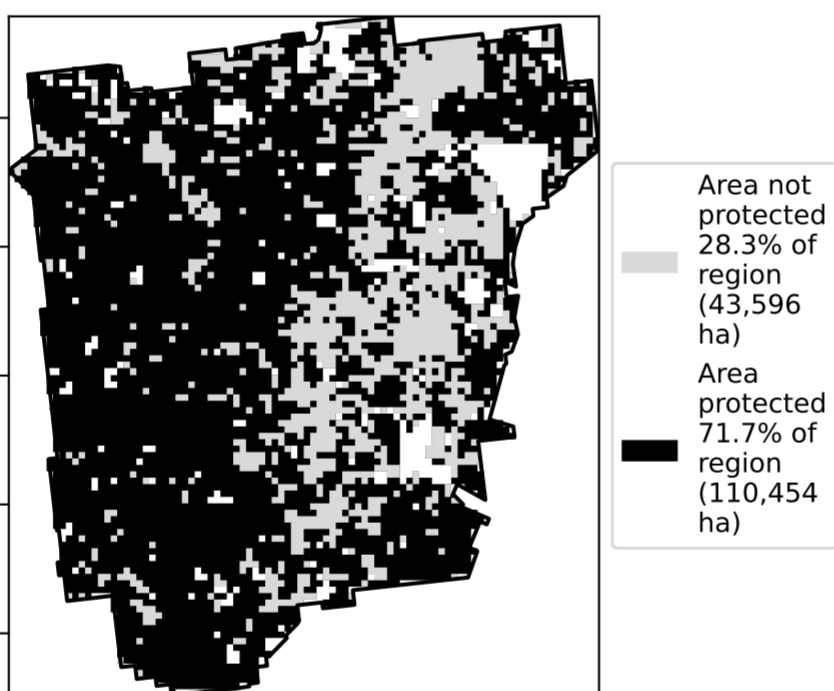 Area not
protected
28.3% of
region
(43,596
ha)
Area
protected
71.7% of
region
(110,454
ha)